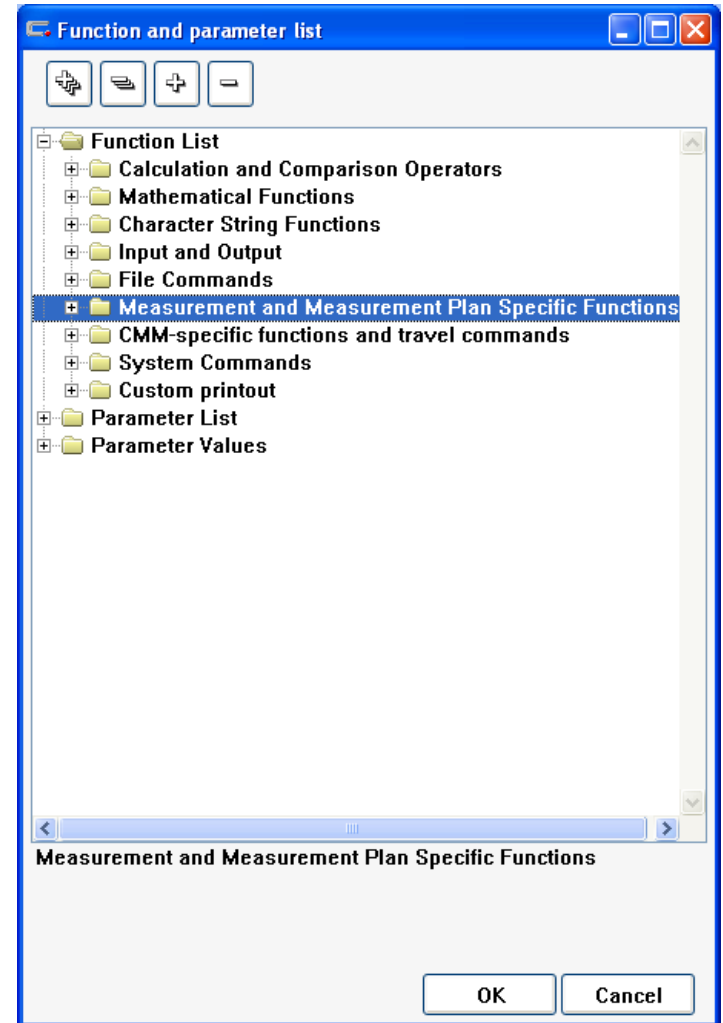 Function and parameter list
Function List
Calculation and Comparison Operators
Mathematical Functions
Character String Functions
Input and Output
File Commands
Measurement and Measurement Plan Specific Functions
CMM-specific functions and travel commands
System Commands
Custom printout
Parameter List
Parameter Values
Measurement and Measurement Plan Specific Functions
OK Cancel